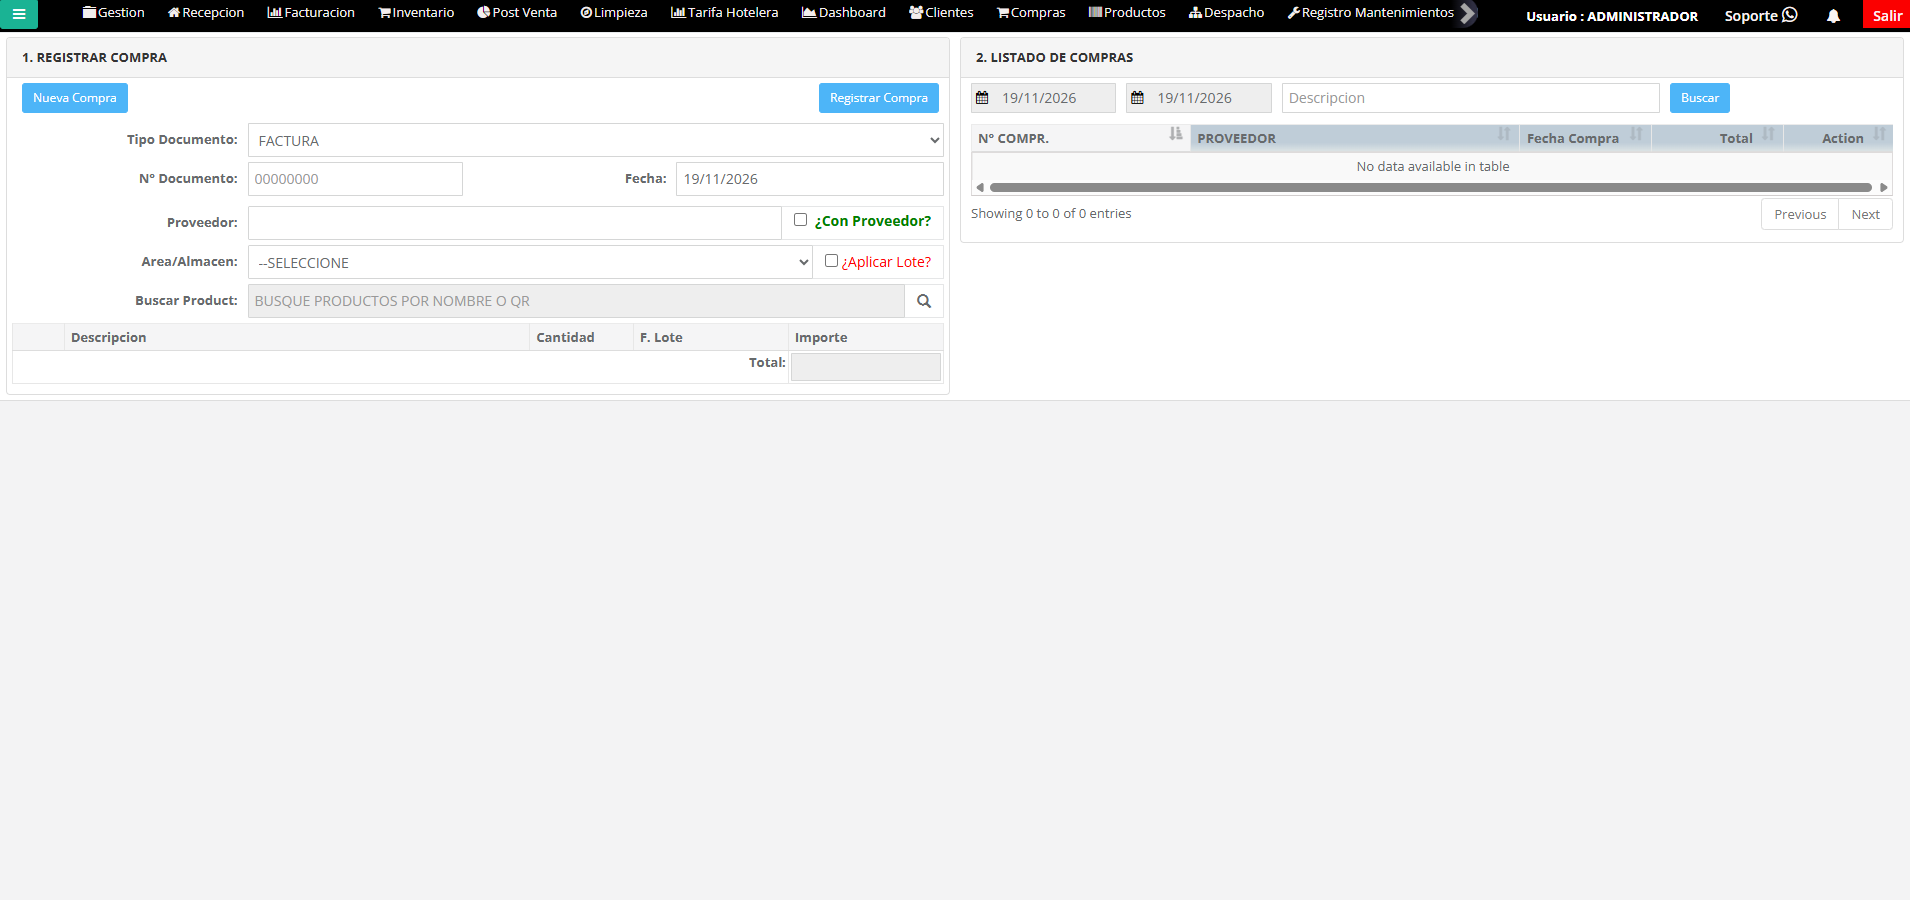 Gestion Recepcion Facturacion Inventario Post Venta Limpieza Tarifa Hotelera Dashboard Clientes Compras Productos Despacho Registro Mantenimientos Usuario : ADMINISTRADOR Soporte Salir
1. REGISTRAR COMPRA
Nueva Compra Registrar Compra
Tipo Documento: FACTURA
N° Documento: 00000000 Fecha: 19/11/2026
Proveedor: ¿Con Proveedor?
Area/Almacen: --SELECCIONE ¿Aplicar Lote?
Buscar Product: BUSQUE PRODUCTOS POR NOMBRE O QR
Descripcion Cantidad F. Lote Importe
Total:
2. LISTADO DE COMPRAS
19/11/2026 19/11/2026 Descripcion Buscar
N° COMPR. PROVEEDOR Fecha Compra Total Action
No data available in table
Showing 0 to 0 of 0 entries
Previous Next